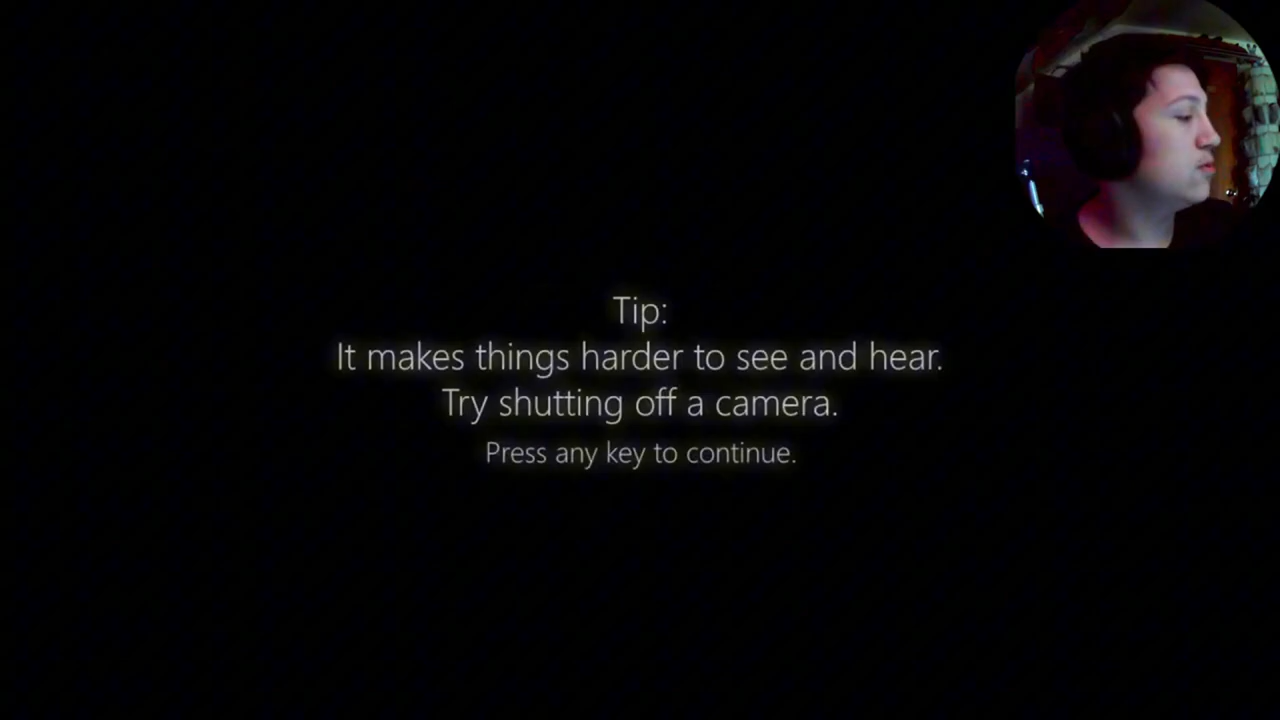 Tip:
It makes things harder to see and hear.
Try shutting off a camera.
Press any key to continue.